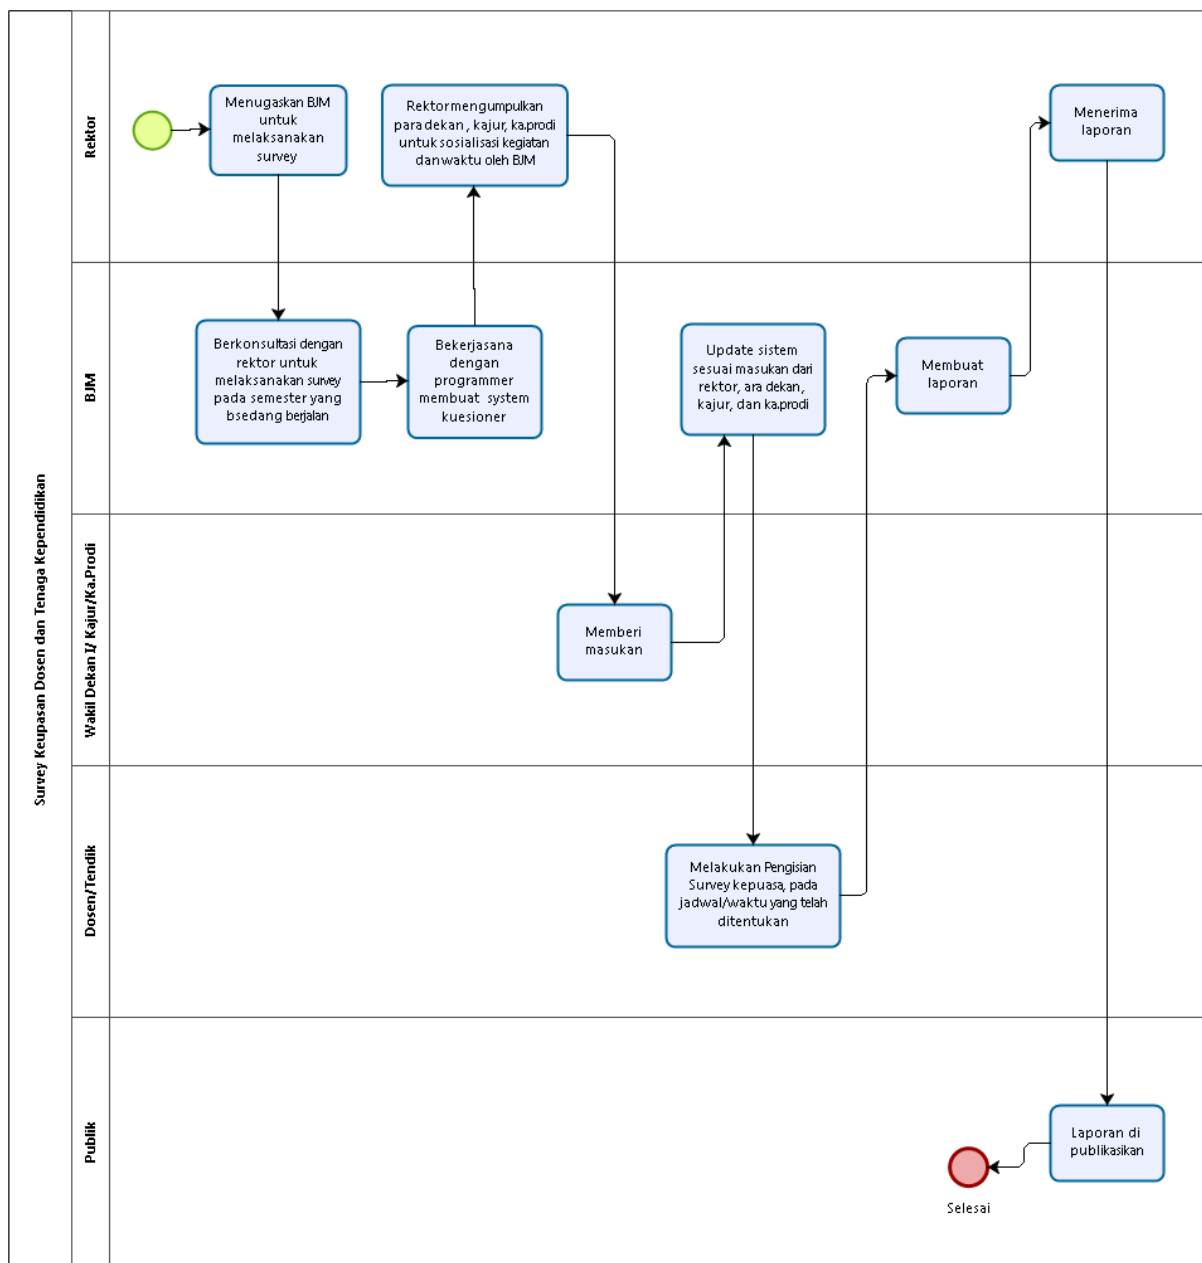 Survey Keupasan Dosen dan Tenaga Kependidikan
Rektor
Menugaskan BJM
untuk
melaksanakan
survey
Rektormengumpulkan
para dekan , kajur, ka.prodi
untuk sosialisasi kegiatan
dan waktu oleh BJM
Menerima
laporan
BJM
Berkonsultasi dengan
rektor untuk
melaksanakan survey
pada semester yang
bsedang berjalan
Bekerjasana
dengan
programmer
membuat system
kuesioner
Update sistem
sesuai masukan dari
rektor, ara dekan,
kajur, dan ka.prodi
Membuat
laporan
Wakil Dekan I/ Kajur/Ka.Prodi
Memberi
masukan
Dosen/Tendik
Melakukan Pengisian
Survey kepuasa, pada
jadwal/waktu yang telah
ditentukan
Publik
Laporan di
publikasikan
Selesai